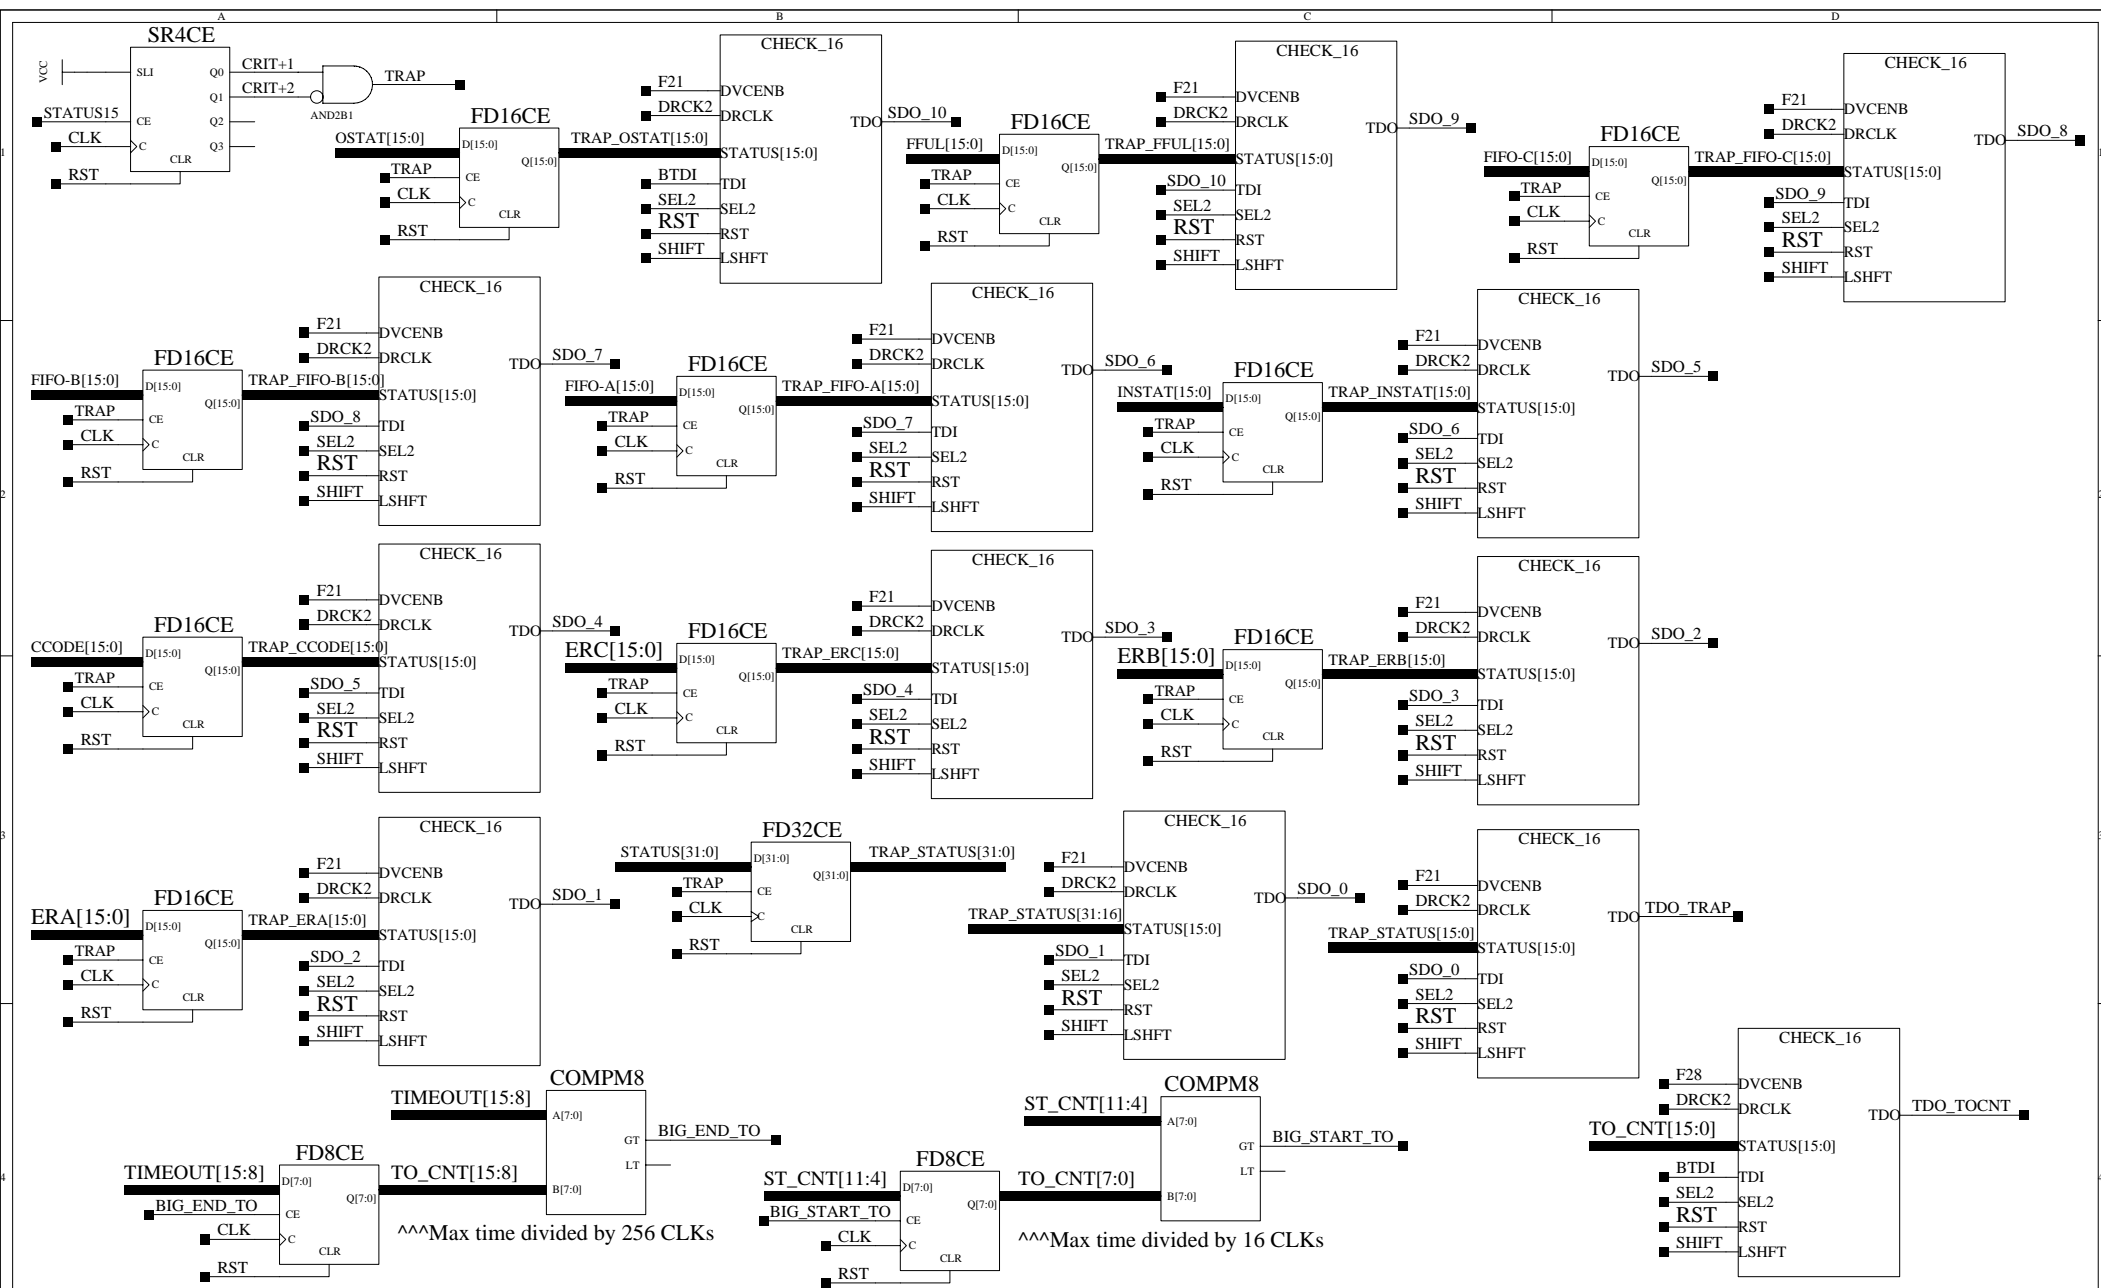 A B C D
SR4CE
VCC
SLI
Q0
CRIT+1
Q1
CRIT+2
TRAP
AND2B1
STATUS15
CE
Q2
CLK
C
Q3
CLR
RST
OSTAT[15:0]
FD16CE
D[15:0]
Q[15:0]
TRAP
CE
CLK
C
CLR
RST
TRAP_OSTAT[15:0]
CHECK_16
F21
DVCENB
DRCK2
DRCLK
TDO
SDO_10
STATUS[15:0]
BTDI
TDI
SEL2
SEL2
RST
RST
SHIFT
LSHFT
FFUL[15:0]
FD16CE
D[15:0]
Q[15:0]
TRAP
CE
CLK
C
CLR
RST
TRAP_FFUL[15:0]
CHECK_16
F21
DVCENB
DRCK2
DRCLK
TDO
SDO_9
STATUS[15:0]
SDO_10
TDI
SEL2
SEL2
RST
RST
SHIFT
LSHFT
FIFO-C[15:0]
FD16CE
D[15:0]
Q[15:0]
TRAP
CE
CLK
C
CLR
RST
TRAP_FIFO-C[15:0]
CHECK_16
F21
DVCENB
DRCK2
DRCLK
TDO
SDO_8
STATUS[15:0]
SDO_9
TDI
SEL2
SEL2
RST
RST
SHIFT
LSHFT
1
1
FIFO-B[15:0]
FD16CE
D[15:0]
Q[15:0]
TRAP
CE
CLK
C
CLR
RST
TRAP_FIFO-B[15:0]
CHECK_16
F21
DVCENB
DRCK2
DRCLK
TDO
SDO_7
STATUS[15:0]
SDO_8
TDI
SEL2
SEL2
RST
RST
SHIFT
LSHFT
FIFO-A[15:0]
FD16CE
D[15:0]
Q[15:0]
TRAP
CE
CLK
C
CLR
RST
TRAP_FIFO-A[15:0]
CHECK_16
F21
DVCENB
DRCK2
DRCLK
TDO
SDO_6
STATUS[15:0]
SDO_7
TDI
SEL2
SEL2
RST
RST
SHIFT
LSHFT
INSTAT[15:0]
FD16CE
D[15:0]
Q[15:0]
TRAP
CE
CLK
C
CLR
RST
TRAP_INSTAT[15:0]
CHECK_16
F21
DVCENB
DRCK2
DRCLK
TDO
SDO_5
STATUS[15:0]
SDO_6
TDI
SEL2
SEL2
RST
RST
SHIFT
LSHFT
2
2
CCODE[15:0]
FD16CE
D[15:0]
Q[15:0]
TRAP
CE
CLK
C
CLR
RST
TRAP_CCODE[15:0]
CHECK_16
F21
DVCENB
DRCK2
DRCLK
TDO
SDO_4
STATUS[15:0]
SDO_5
TDI
SEL2
SEL2
RST
RST
SHIFT
LSHFT
ERC[15:0]
FD16CE
D[15:0]
Q[15:0]
TRAP
CE
CLK
C
CLR
RST
TRAP_ERC[15:0]
CHECK_16
F21
DVCENB
DRCK2
DRCLK
TDO
SDO_3
STATUS[15:0]
SDO_4
TDI
SEL2
SEL2
RST
RST
SHIFT
LSHFT
ERB[15:0]
FD16CE
D[15:0]
Q[15:0]
TRAP
CE
CLK
C
CLR
RST
TRAP_ERB[15:0]
CHECK_16
F21
DVCENB
DRCK2
DRCLK
TDO
SDO_2
STATUS[15:0]
SDO_3
TDI
SEL2
SEL2
RST
RST
SHIFT
LSHFT
3
3
ERA[15:0]
FD16CE
D[15:0]
Q[15:0]
TRAP
CE
CLK
C
CLR
RST
TRAP_ERA[15:0]
CHECK_16
F21
DVCENB
DRCK2
DRCLK
TDO
SDO_1
STATUS[15:0]
SDO_2
TDI
SEL2
SEL2
RST
RST
SHIFT
LSHFT
STATUS[31:0]
FD32CE
D[31:0]
Q[31:0]
TRAP
CE
CLK
C
CLR
RST
TRAP_STATUS[31:0]
CHECK_16
F21
DVCENB
DRCK2
DRCLK
TDO
SDO_0
TRAP_STATUS[31:16]
STATUS[15:0]
SDO_1
TDI
SEL2
SEL2
RST
RST
SHIFT
LSHFT
CHECK_16
F21
DVCENB
DRCK2
DRCLK
TDO
TDO_TRAP
TRAP_STATUS[15:0]
STATUS[15:0]
SDO_0
TDI
SEL2
SEL2
RST
RST
SHIFT
LSHFT
4
4
TIMEOUT[15:8]
FD8CE
D[7:0]
Q[7:0]
BIG_END_TO
CE
CLK
C
CLR
RST
TO_CNT[15:8]
COMPM8
TIMEOUT[15:8]
A[7:0]
GT
BIG_END_TO
LT
B[7:0]
^^^Max time divided by 256 CLKs
ST_CNT[11:4]
FD8CE
D[7:0]
Q[7:0]
BIG_START_TO
CE
CLK
C
CLR
RST
TO_CNT[7:0]
COMPM8
ST_CNT[11:4]
A[7:0]
GT
BIG_START_TO
LT
B[7:0]
^^^Max time divided by 16 CLKs
CHECK_16
F28
DVCENB
DRCK2
DRCLK
TDO
TDO_TOCNT
TO_CNT[15:0]
STATUS[15:0]
BTDI
TDI
SEL2
SEL2
RST
RST
SHIFT
LSHFT